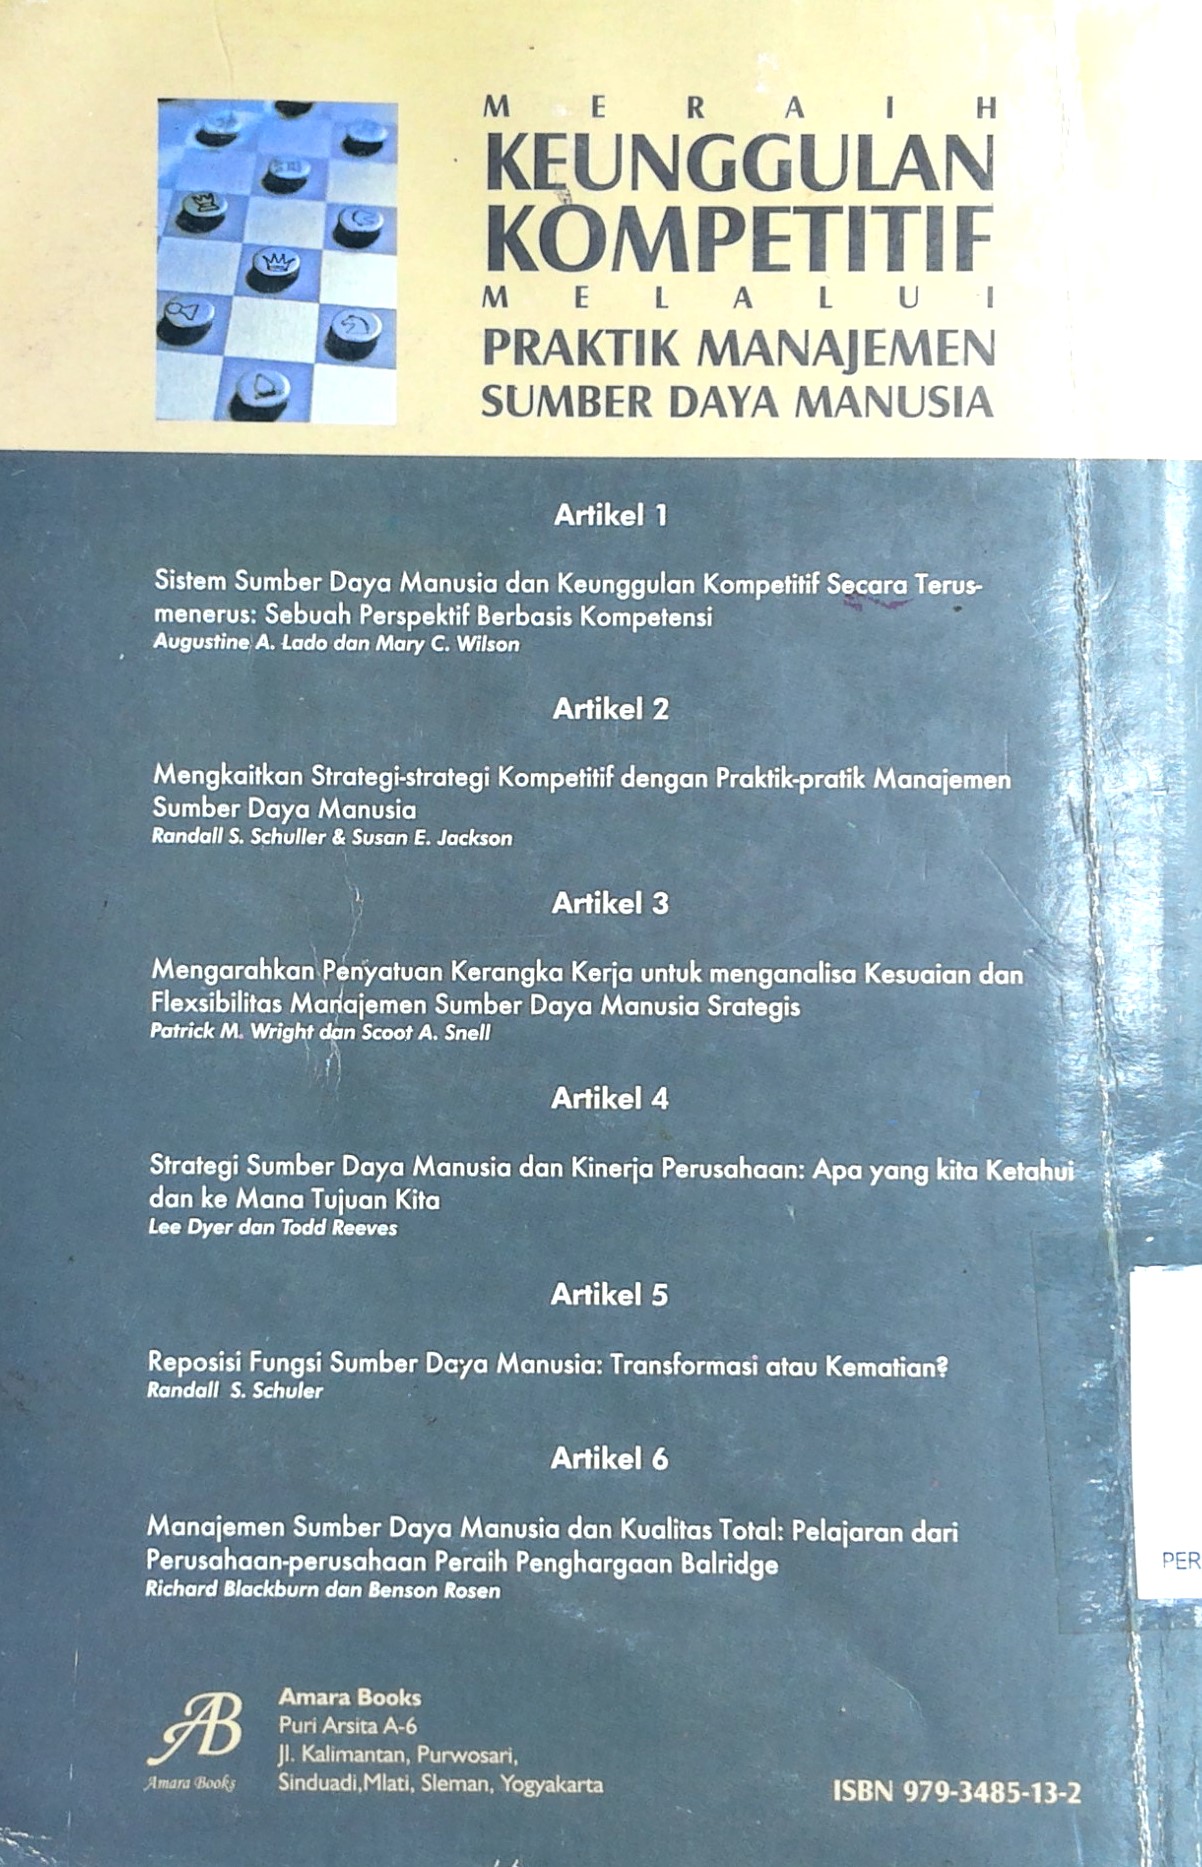 MERAIH
KEUNGGULAN
KOMPETITIF
MELALUI
PRAKTIK MANAJEMEN
SUMBER DAYA MANUSIA
Artikel 1
Sistem Sumber Daya Manusia dan Keunggulan Kompetitif Secara Terus-
menerus: Sebuah Perspektif Berbasis Kompetensi
Augustine A. Lado dan Mary C. Wilson
Artikel 2
Mengkaitkan Strategi-strategi Kompetitif dengan Praktik-pratik Manajemen
Sumber Daya Manusia
Randall S. Schuller & Susan E. Jackson
Artikel 3
Mengarahkan Penyatuan Kerangka Kerja untuk menganalisa Kesuaian dan
Flexsibilitas Manajemen Sumber Daya Manusia Srategis
Patrick M. Wright dan Scoot A. Snell
Artikel 4
Strategi Sumber Daya Manusia dan Kinerja Perusahaan: Apa yang kita Ketahui
dan ke Mana Tujuan Kita
Lee Dyer dan Todd Reeves
Artikel 5
Reposisi Fungsi Sumber Daya Manusia: Transformasi atau Kematian?
Randall S. Schuler
Artikel 6
Manajemen Sumber Daya Manusia dan Kualitas Total: Pelajaran dari
Perusahaan-perusahaan Peraih Penghargaan Balridge
Richard Blackburn dan Benson Rosen
PER
AB
Amara Books
Amara Books
Puri Arsita A-6
Jl. Kalimantan, Purwosari,
Sinduadi,Mlati, Sleman, Yogyakarta
ISBN 979-3485-13-2